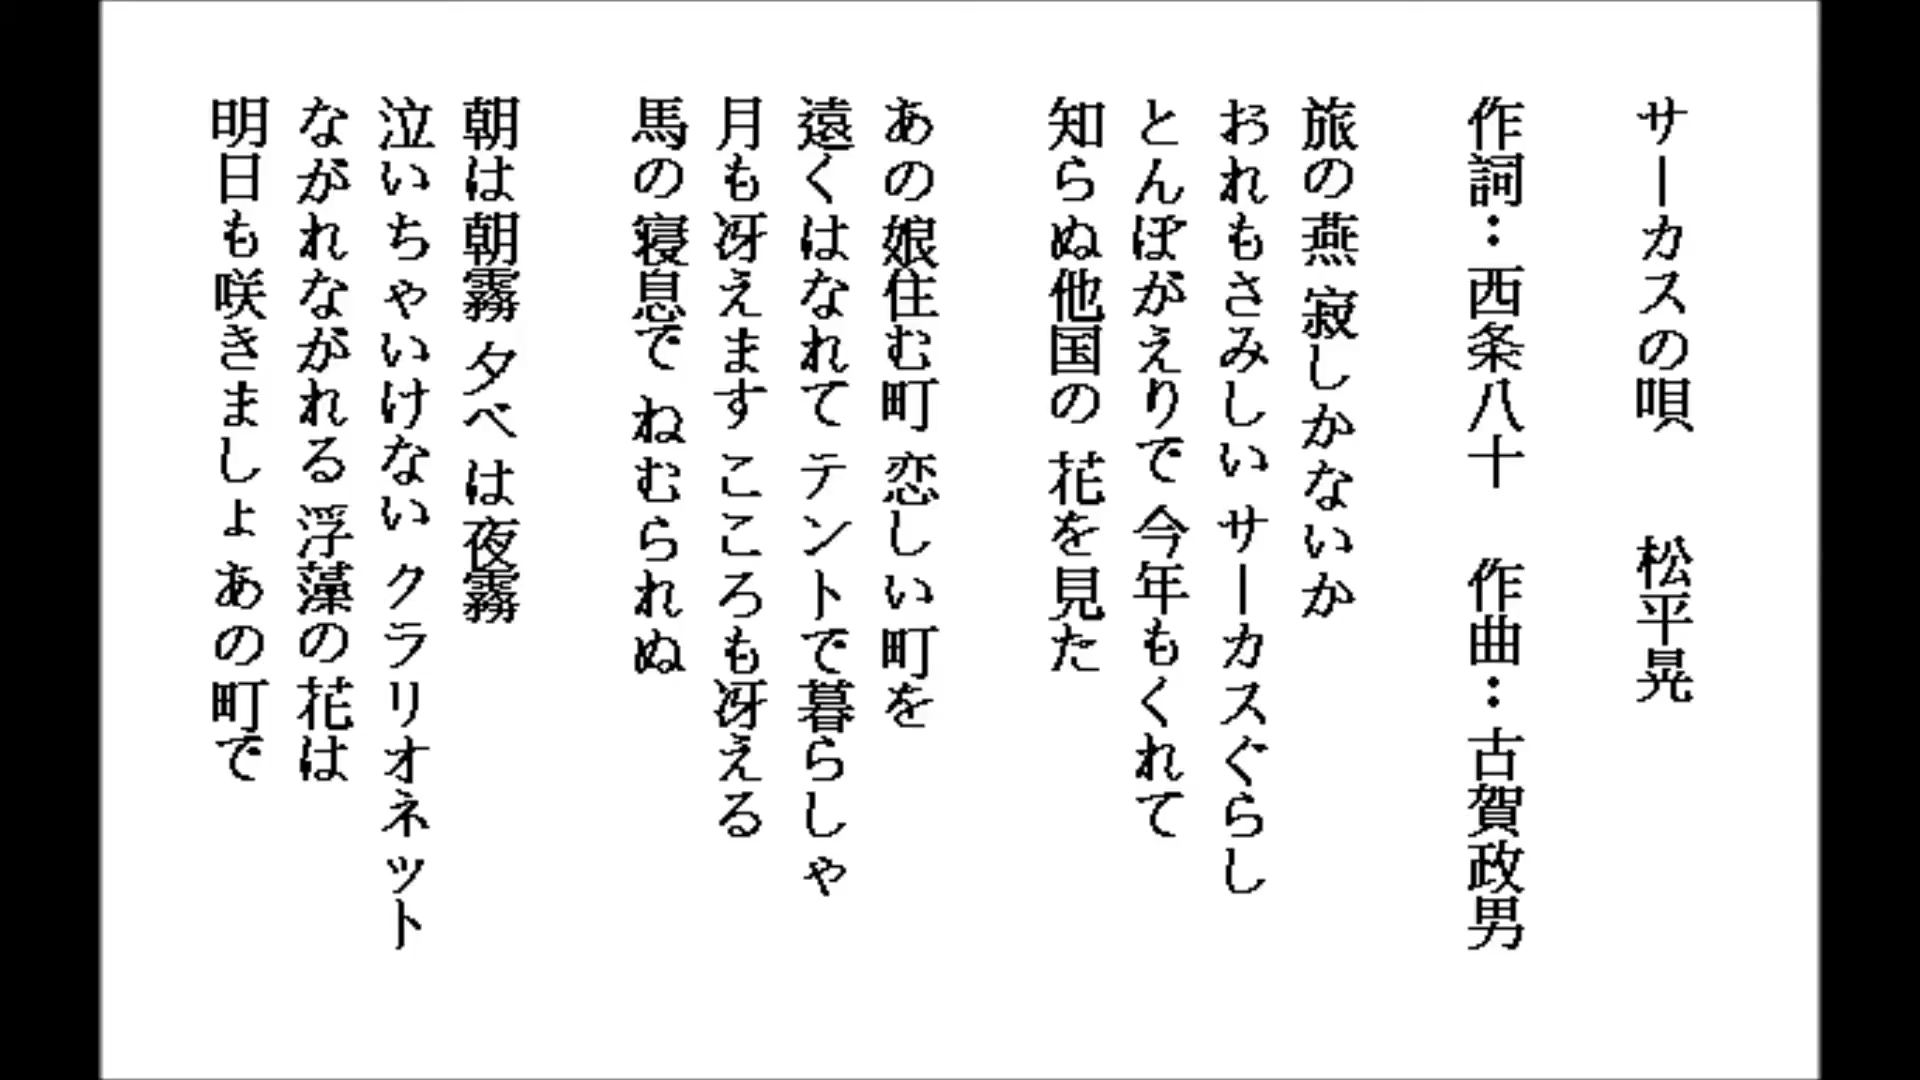 サーカスの唄　松平晃
作詞：西条八十　作曲：古賀政男
旅の燕 寂しかないか
おれもさみしい サーカスぐらし
とんぼがえりで 今年もくれて
知らぬ他国の 花を見た
あの娘住む町 恋しい町を
遠くはなれて テントで暮らしゃ
月も冴えます こころも冴える
馬の寝息で ねむられぬ
朝は朝霧 夕べは夜霧
泣いちゃいけない クラリオネット
ながれながれる 浮藻の花は
明日も咲きましょ あの町で